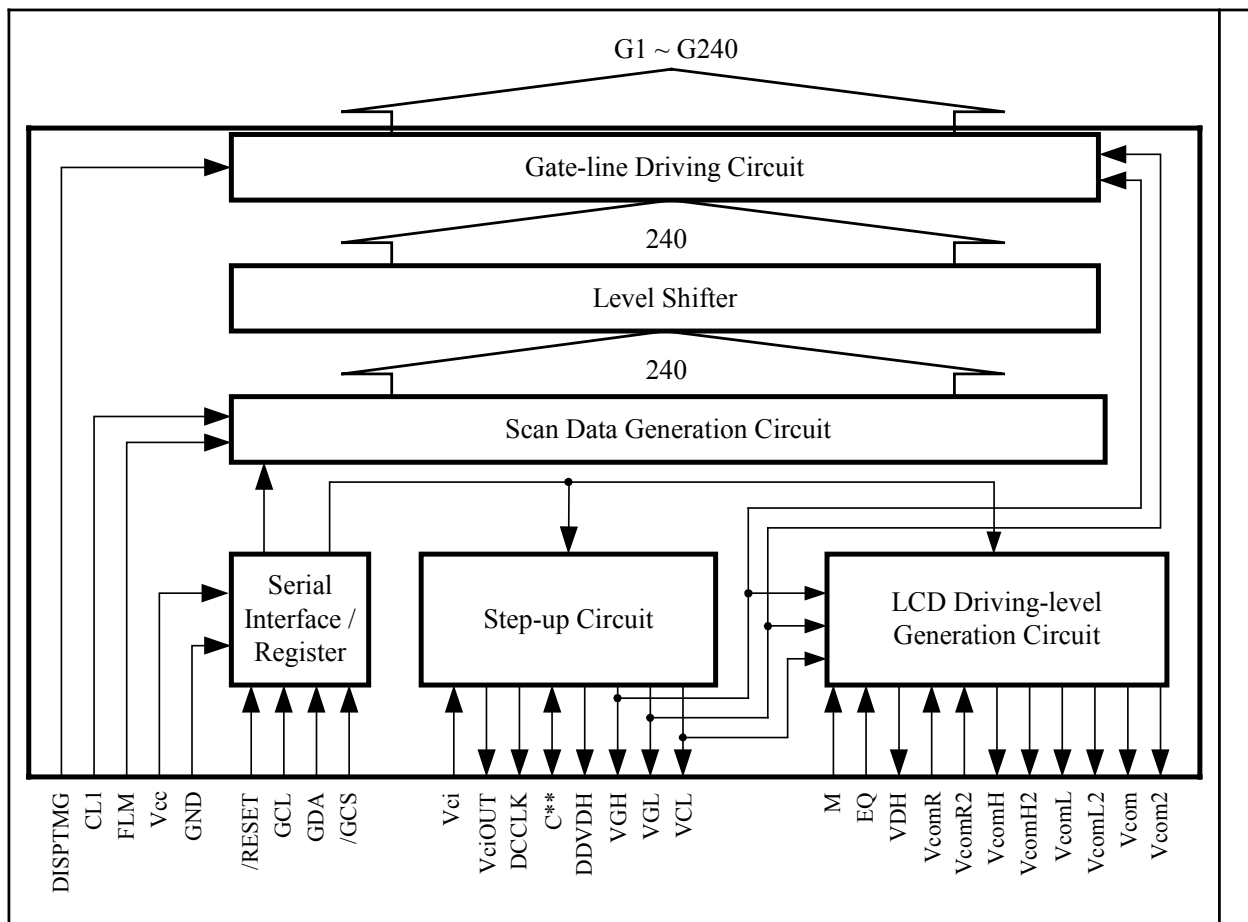 G1 ~ G240
Gate-line Driving Circuit
240
Level Shifter
240
Scan Data Generation Circuit
Serial
Interface /
Register
Step-up Circuit
LCD Driving-level
Generation Circuit
DISPTMG
CL1
FLM
Vcc
GND
/RESET
GCL
GDA
/GCS
Vci
VciOUT
DCCLK
C**
DDVDH
VGH
VGL
VCL
M
EQ
VDH
VcomR
VcomR2
VcomH
VcomH2
VcomL
VcomL2
Vcom
Vcom2